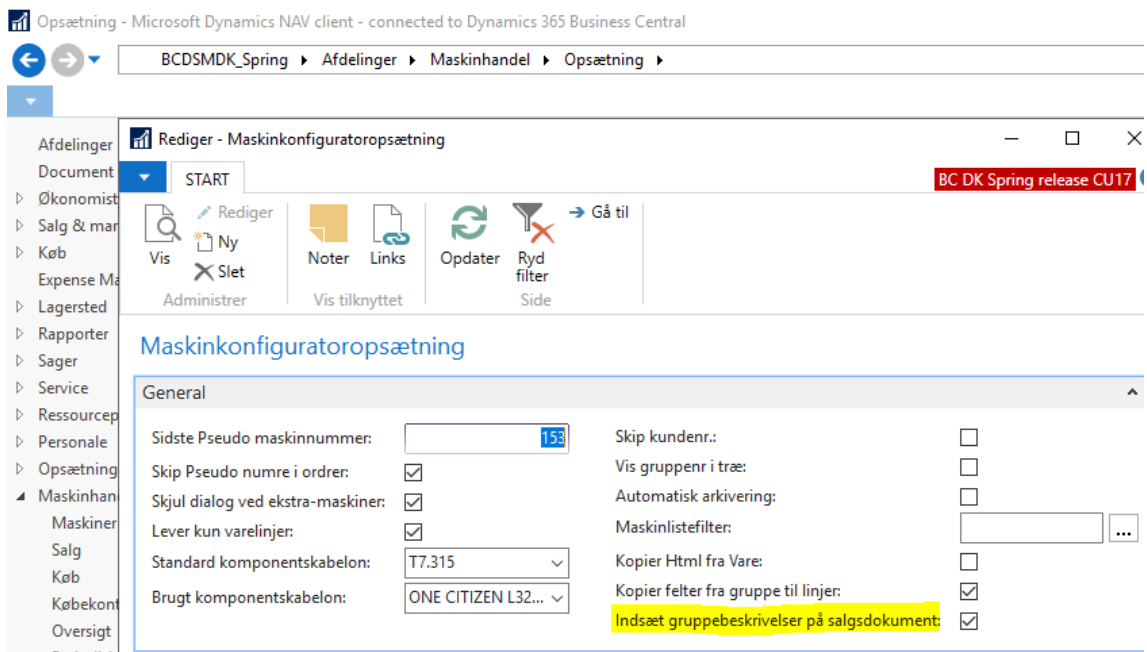 Opsætning - Microsoft Dynamics NAV client - connected to Dynamics 365 Business Central
BCDSMDK_Spring Afdelinger Maskinhandel Opsætning
Rediger - Maskinkonfiguratoropsætning
START
BC DK Spring release CU17
Vis
Rediger
Ny
Slet
Administrer
Noter
Links
Vis tilknyttet
Opdater
Ryd filter
Gå til
Side
Afdelinger
Document
Økonomist
Salg & mar
Køb
Expense Ma
Lagersted
Rapporter
Sager
Service
Ressourcep
Personale
Opsætning
Maskinhan
Maskiner
Salg
Køb
Købekont
Oversigt
Maskinkonfiguratoropsætning
General
Sidste Pseudo maskinnummer: 153
Skip Pseudo numre i ordrer:
Skjul dialog ved ekstra-maskiner:
Lever kun varelinjer:
Standard komponentskabelon: T7.315
Brugt komponentskabelon: ONE CITIZEN L32...
Skip kundenr.:
Vis gruppenr i træ:
Automatisk arkivering:
Maskinlistefilter: ...
Kopier Html fra Vare:
Kopier felter fra gruppe til linjer:
Indsæt gruppebeskrivelser på salgsdokument: